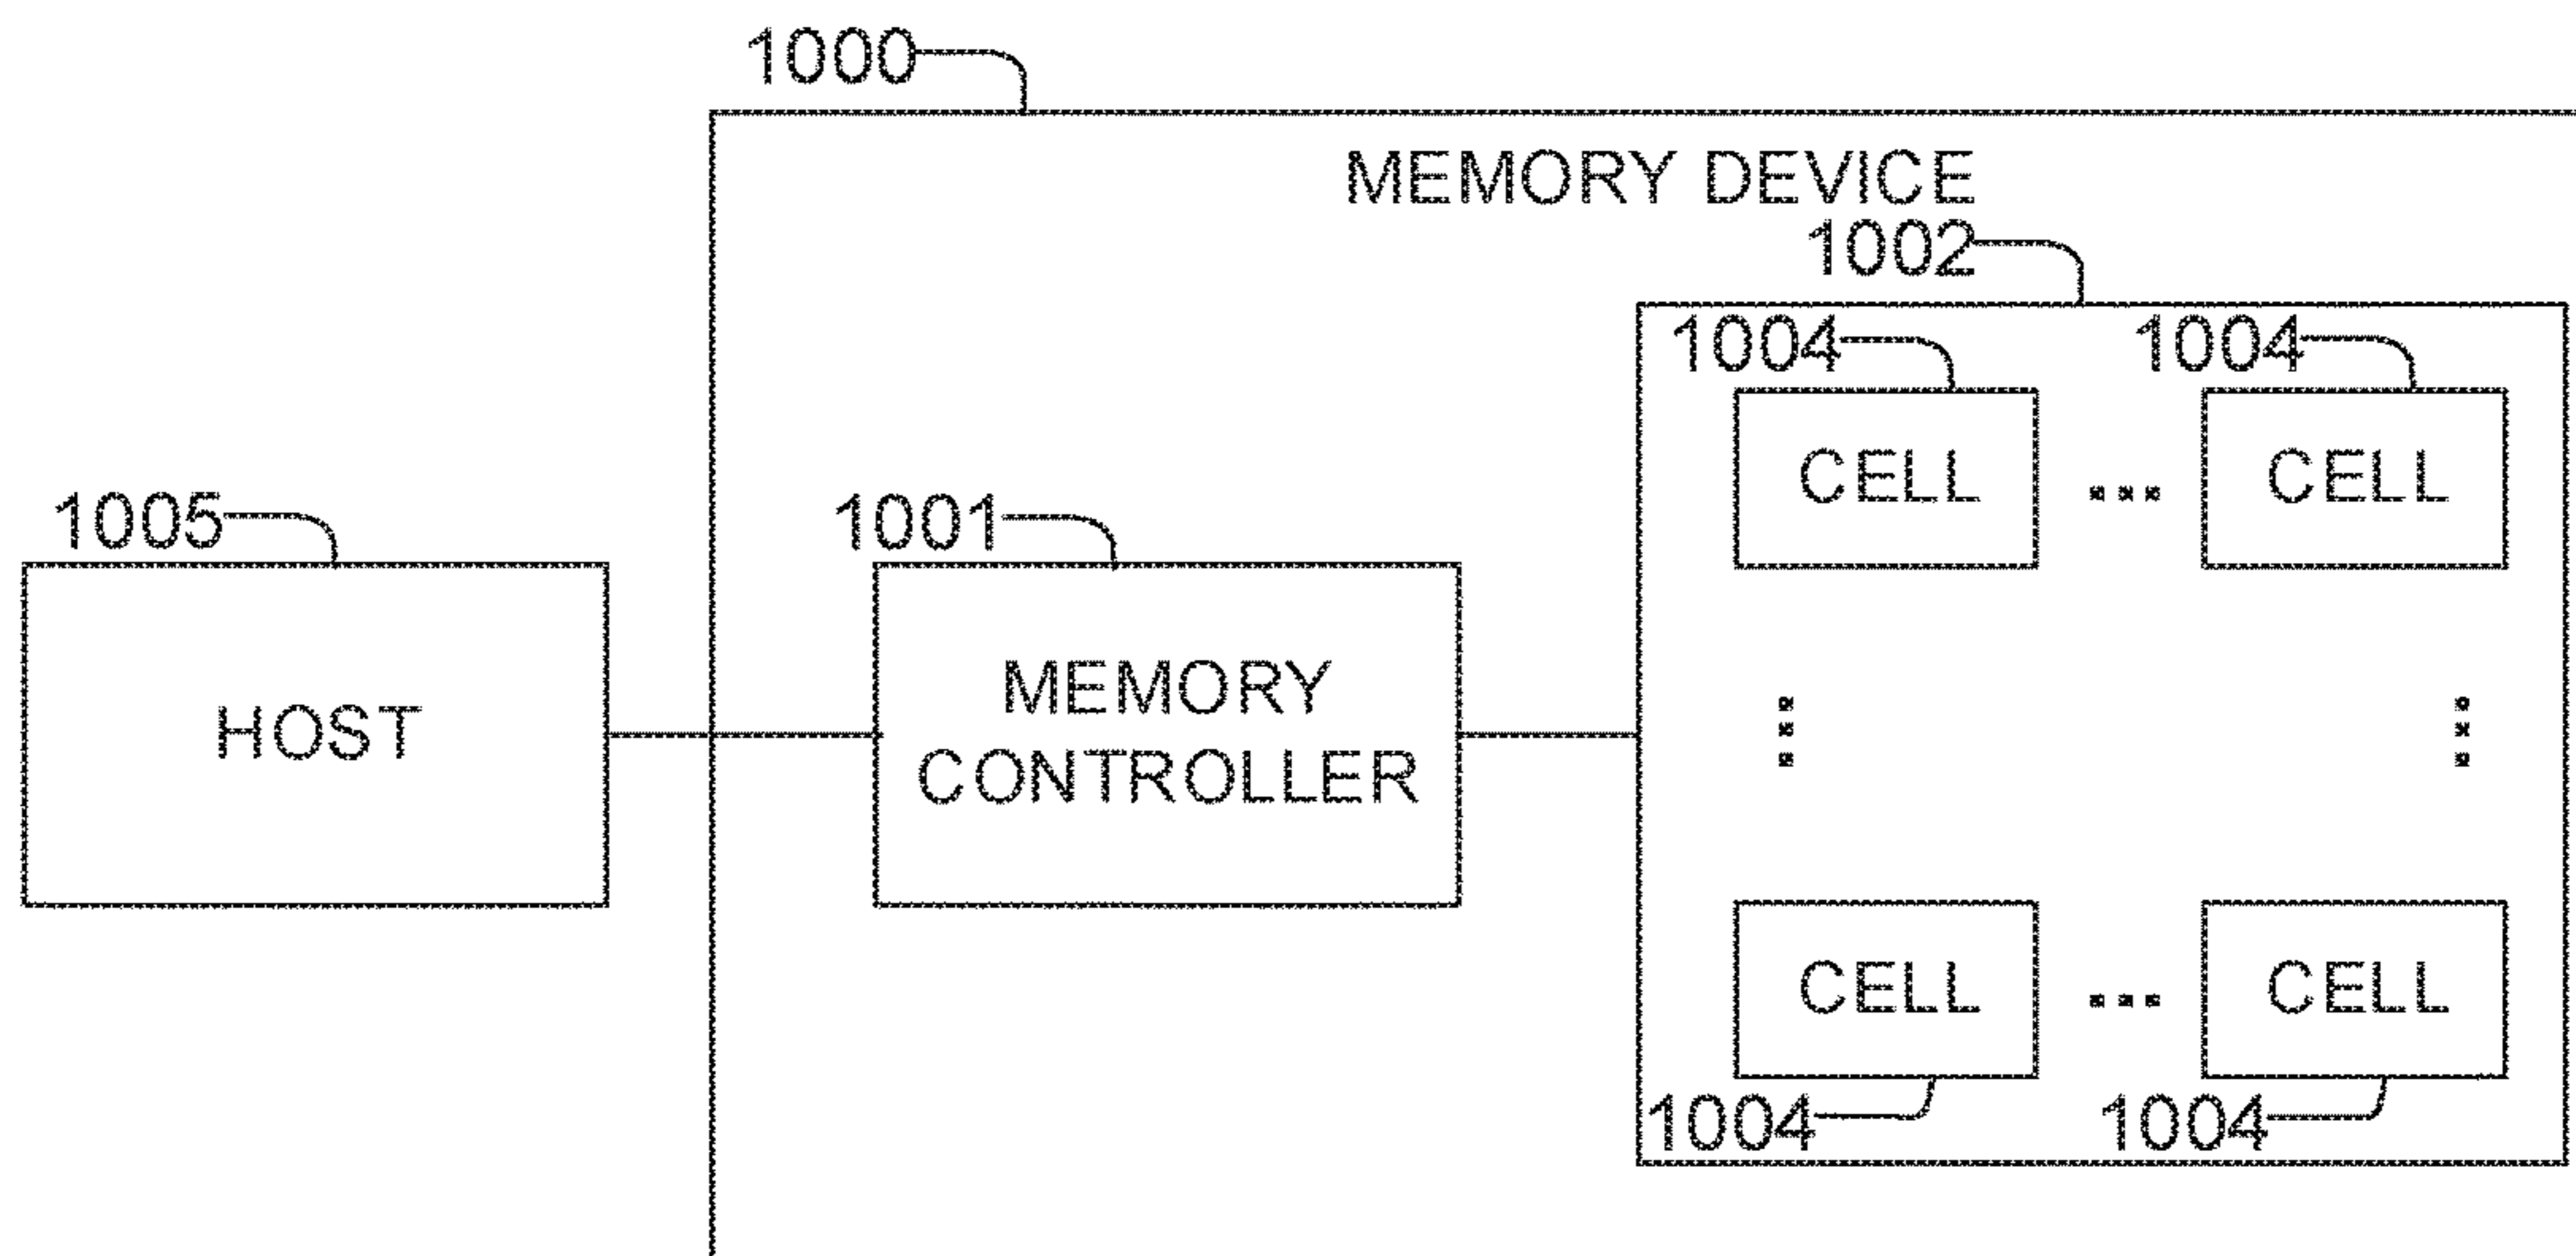 1000
MEMORY DEVICE
1002
1004 1004
CELL ... CELL
1005
1001
HOST
MEMORY
CONTROLLER
CELL ... CELL
1004 1004